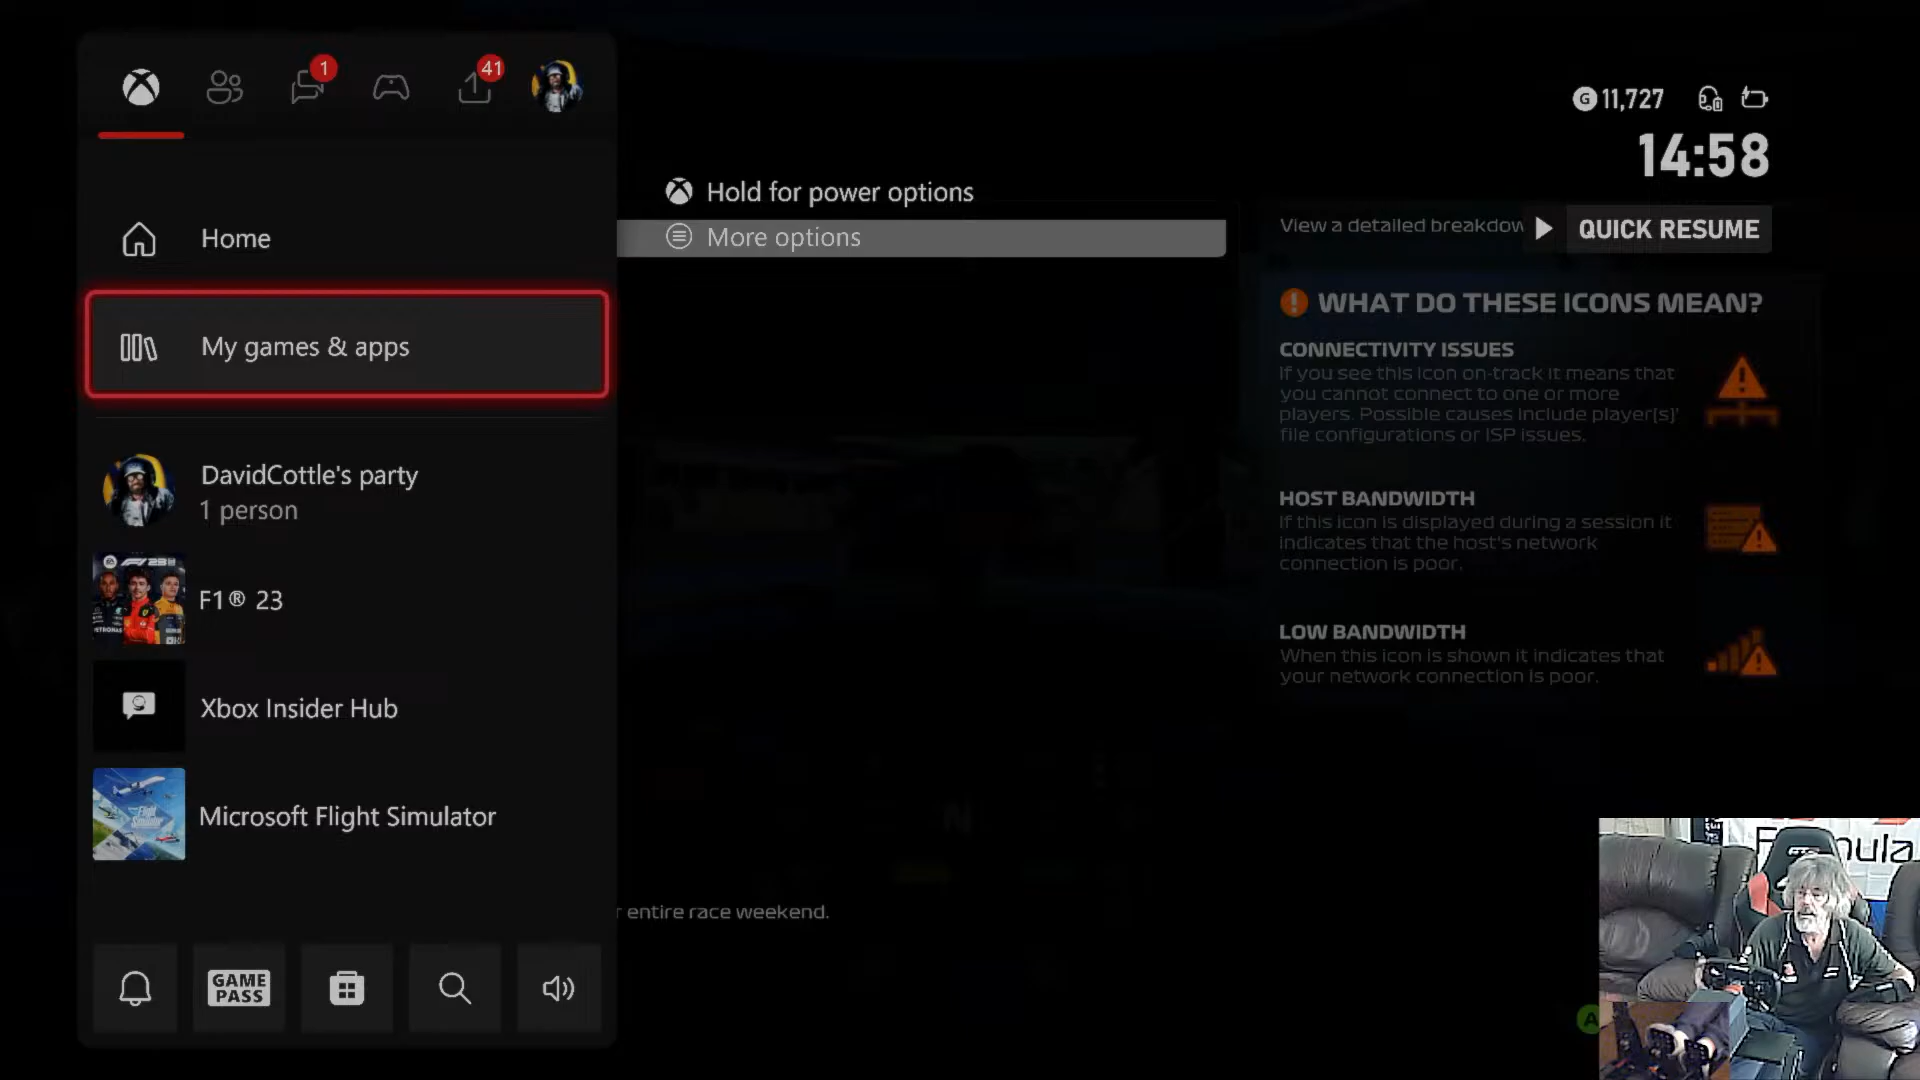 1
41
G 11,727
14:58
Hold for power options
More options
View a detailed breakdow
QUICK RESUME
Home
My games & apps
DavidCottle's party
1 person
F1® 23
Xbox Insider Hub
Microsoft Flight Simulator
GAME
PASS
WHAT DO THESE ICONS MEAN?
CONNECTIVITY ISSUES
If you see this icon on-track it means that
you cannot connect to one or more
players. Possible causes include player(s)'
file configurations or ISP issues.
HOST BANDWIDTH
If this icon is displayed during a session it
indicates that the host's network
connection is poor.
LOW BANDWIDTH
When this icon is shown it indicates that
your network connection is poor.
r entire race weekend.
A